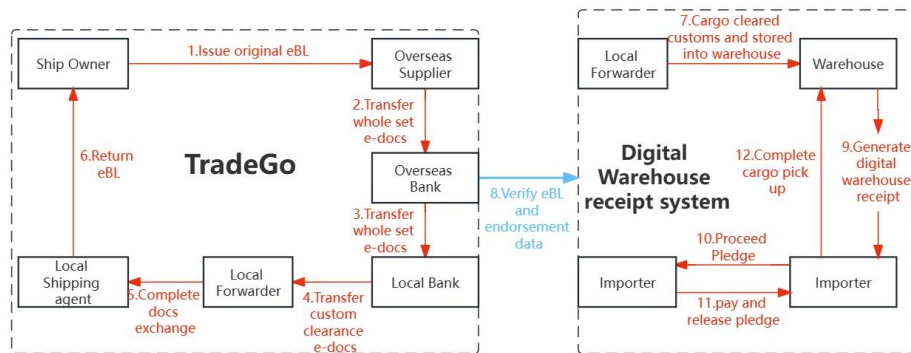 1.Issue original eBL
Ship Owner
Overseas
Supplier
2.Transfer
whole set
e-docs
6.Return
eBL
TradeGo
Overseas
Bank
3.Transfer
whole set
e-docs
Local
Shipping
agent
5.Complete
docs
exchange
Local
Forwarder
4.Transfer
custom
clearance
e-docs
Local Bank
8.Verify eBL
and
endorsement
data
7.Cargo cleared
customs and stored
into warehouse
Local
Forwarder
Warehouse
Digital
Warehouse
receipt system
12.Complete
cargo pick
up
9.Generate
digital
warehouse
receipt
10.Proceed
Pledge
Importer
Importer
11.pay and
release pledge